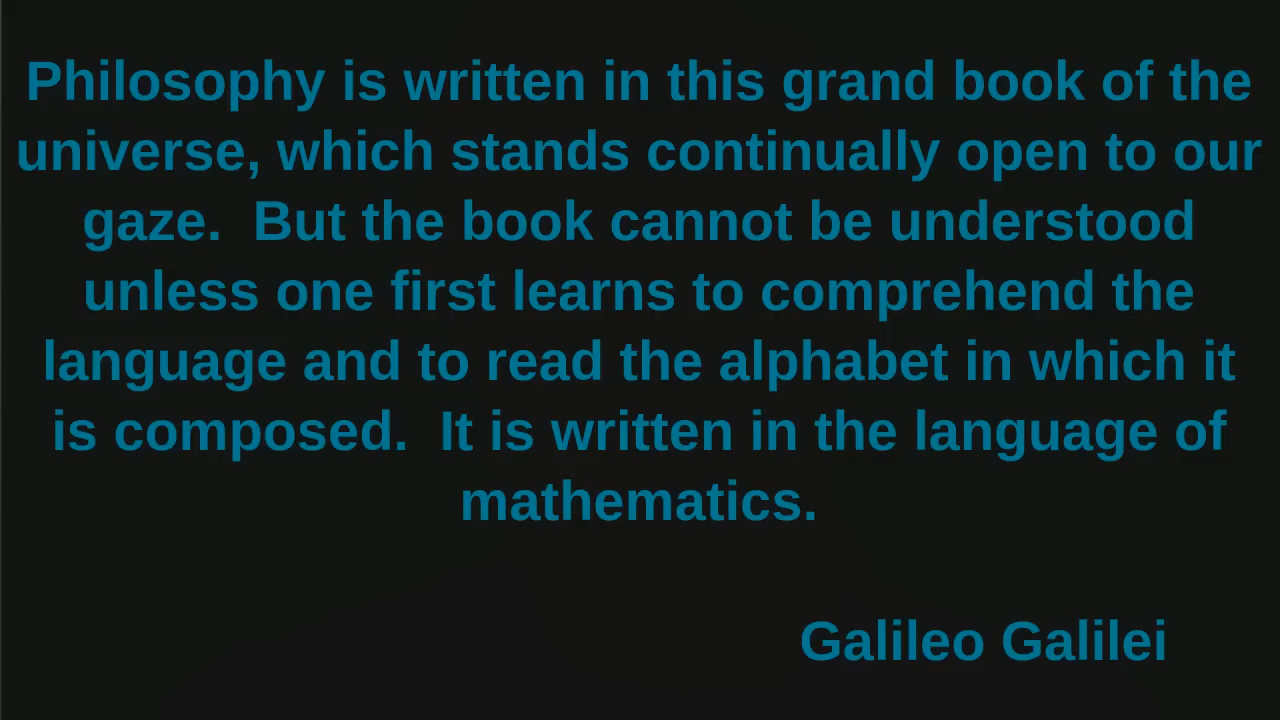 Philosophy is written in this grand book of the
universe, which stands continually open to our
gaze.  But the book cannot be understood
unless one first learns to comprehend the
language and to read the alphabet in which it
is composed.  It is written in the language of
mathematics.
Galileo Galilei